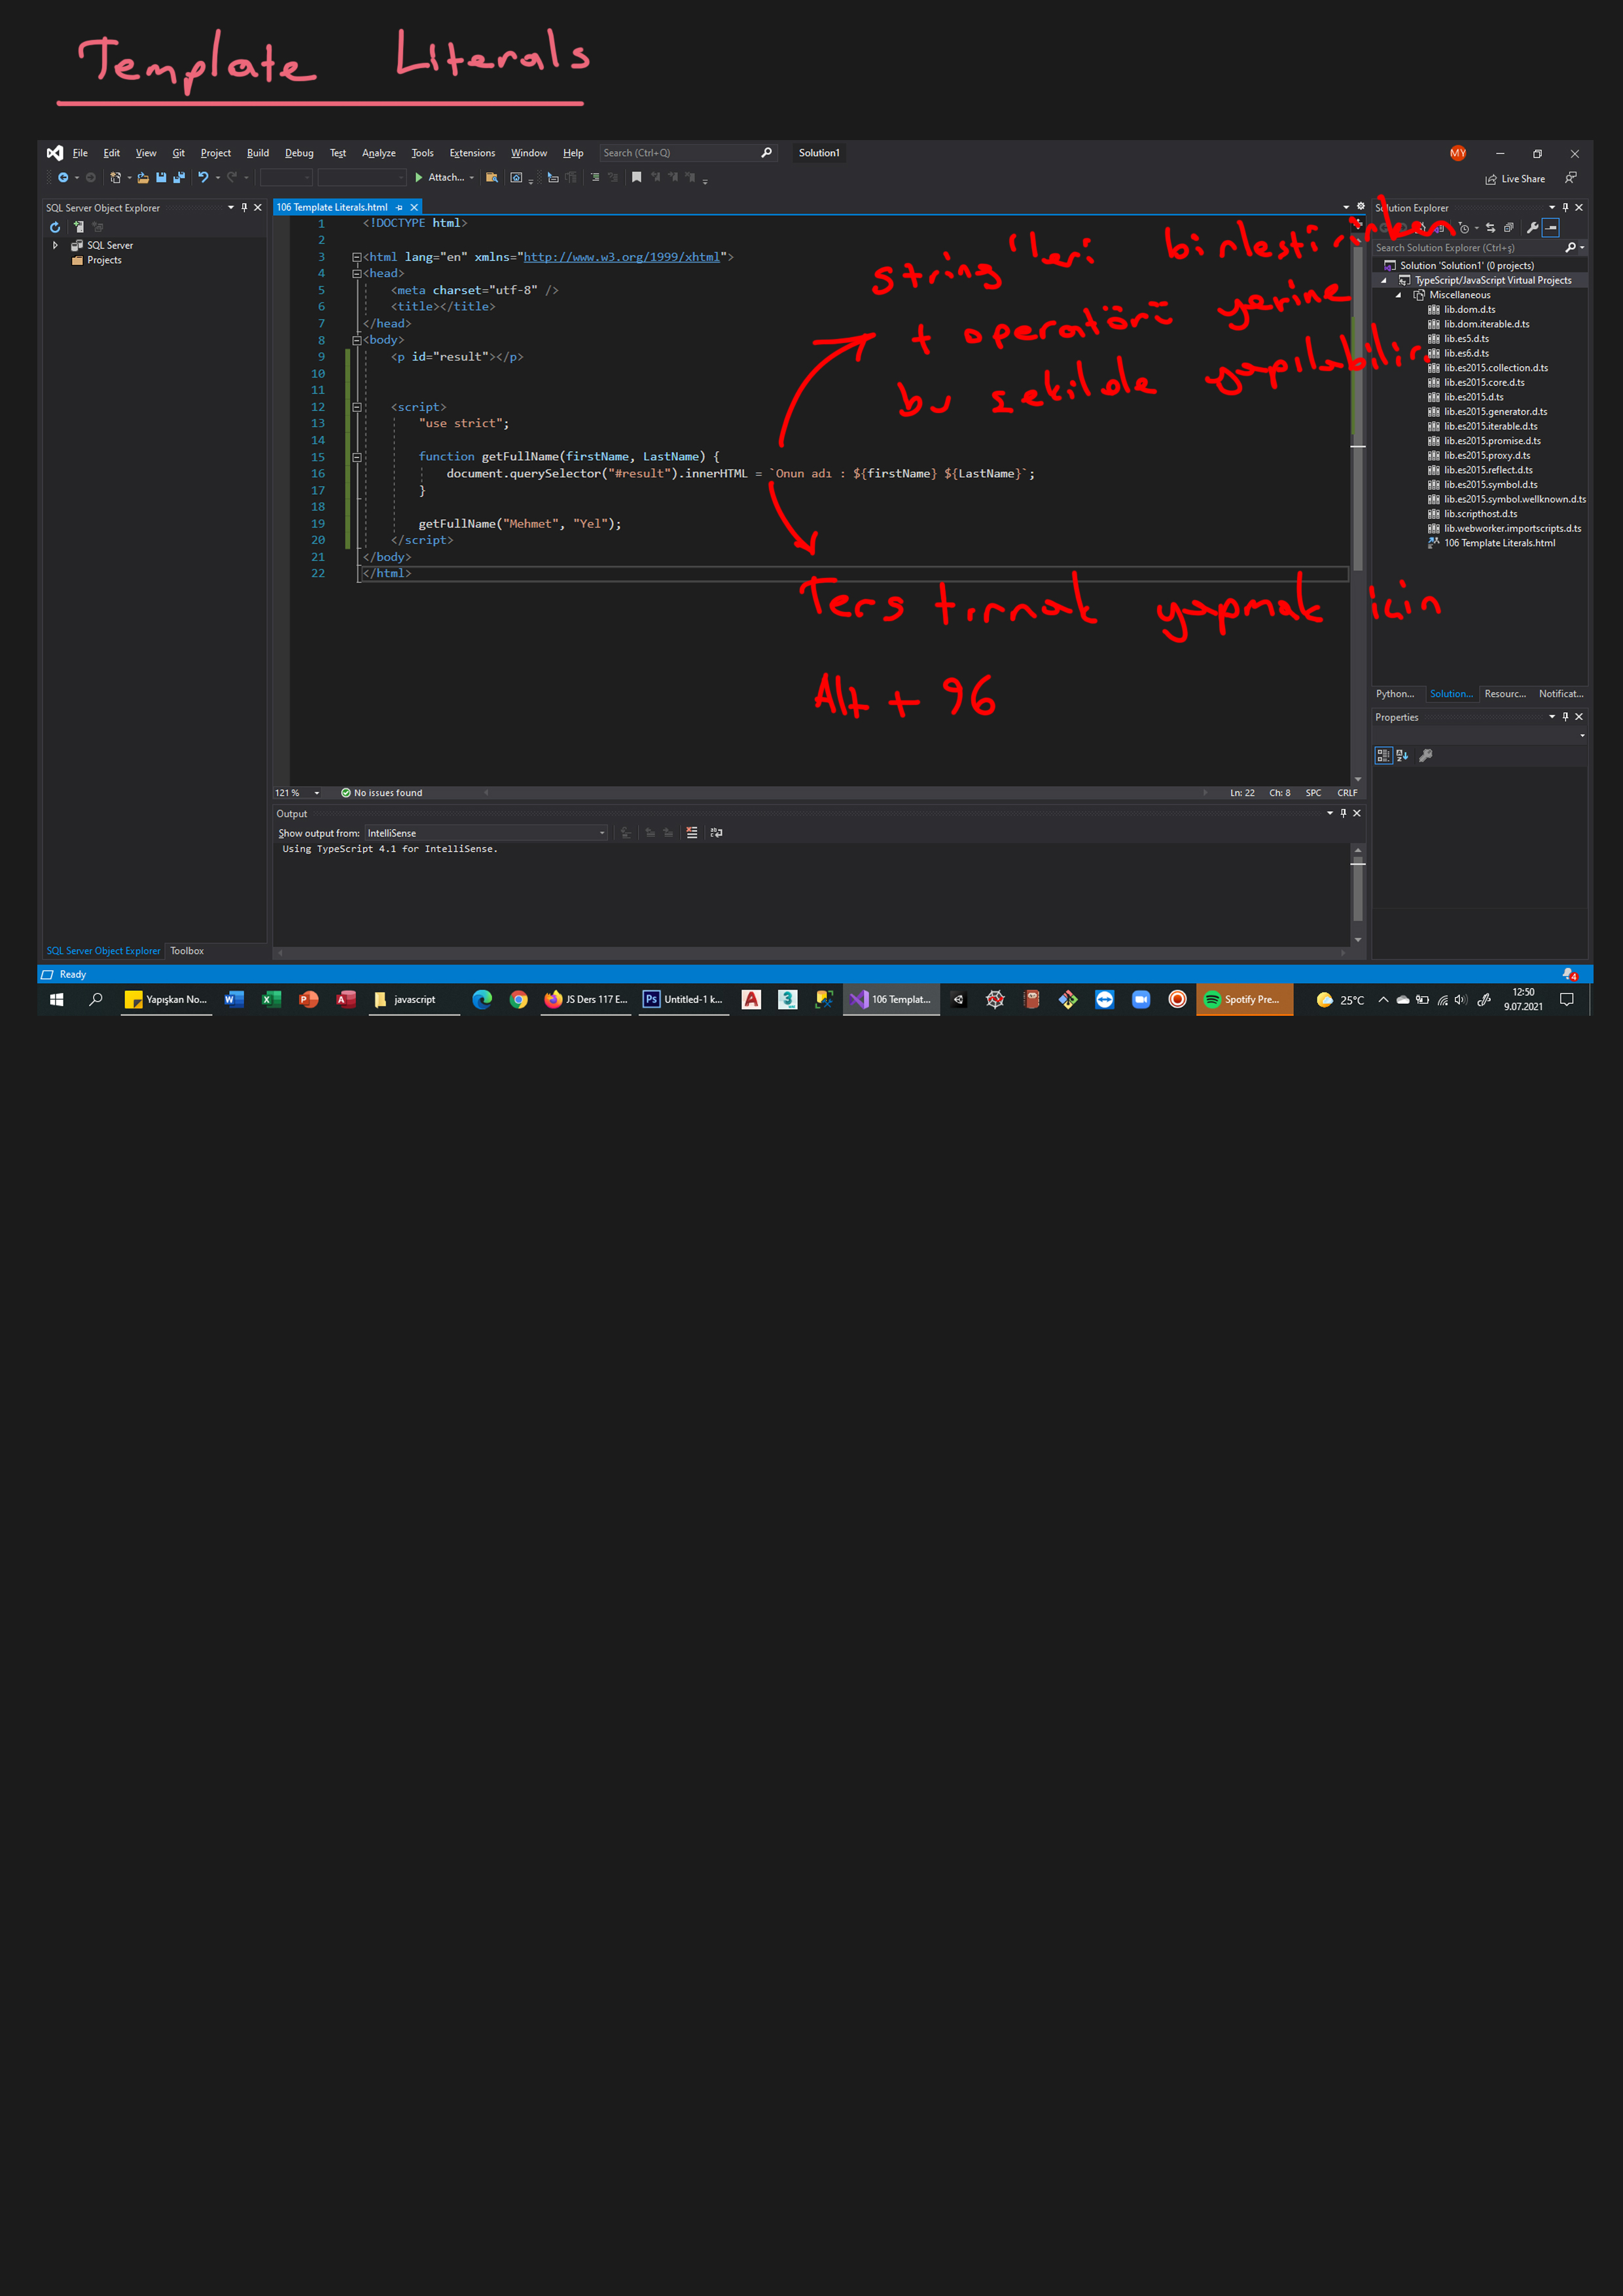 Template Literals
File Edit View Git Project Build Debug Test Analyze Tools Extensions Window Help Search (Ctrl+Q) Solution1 MY
Attach... Live Share
SQL Server Object Explorer
SQL Server
Projects
106 Template Literals.html
1 <!DOCTYPE html>
2
3 <html lang="en" xmlns="http://www.w3.org/1999/xhtml">
4 <head>
5 <meta charset="utf-8" />
6 <title></title>
7 </head>
8 <body>
9 <p id="result"></p>
10
11
12 <script>
13 "use strict";
14
15 function getFullName(firstName, LastName) {
16 document.querySelector("#result").innerHTML = `Onun adı : ${firstName} ${LastName}`;
17 }
18
19 getFullName("Mehmet", "Yel");
20 </script>
21 </body>
22 </html>
string'leri birleştirirken
+ operatörü yerine
bu şekilde yapılabilir.
Ters tırnak yapmak için
Alt + 96
121 % No issues found Ln: 22 Ch: 8 SPC CRLF
Output
Show output from: IntelliSense
Using TypeScript 4.1 for IntelliSense.
Solution Explorer
Search Solution Explorer (Ctrl+ş)
Solution 'Solution1' (0 projects)
TypeScript/JavaScript Virtual Projects
Miscellaneous
lib.dom.d.ts
lib.dom.iterable.d.ts
lib.es5.d.ts
lib.es6.d.ts
lib.es2015.collection.d.ts
lib.es2015.core.d.ts
lib.es2015.d.ts
lib.es2015.generator.d.ts
lib.es2015.iterable.d.ts
lib.es2015.promise.d.ts
lib.es2015.proxy.d.ts
lib.es2015.reflect.d.ts
lib.es2015.symbol.d.ts
lib.es2015.symbol.wellknown.d.ts
lib.scripthost.d.ts
lib.webworker.importscripts.d.ts
106 Template Literals.html
Python... Solution... Resourc... Notificat...
Properties
SQL Server Object Explorer Toolbox
Ready 4
Yapışkan No... javascript JS Ders 117 E... Ps Untitled-1 k... 106 Templat... Spotify Pre... 25°C 12:50
9.07.2021